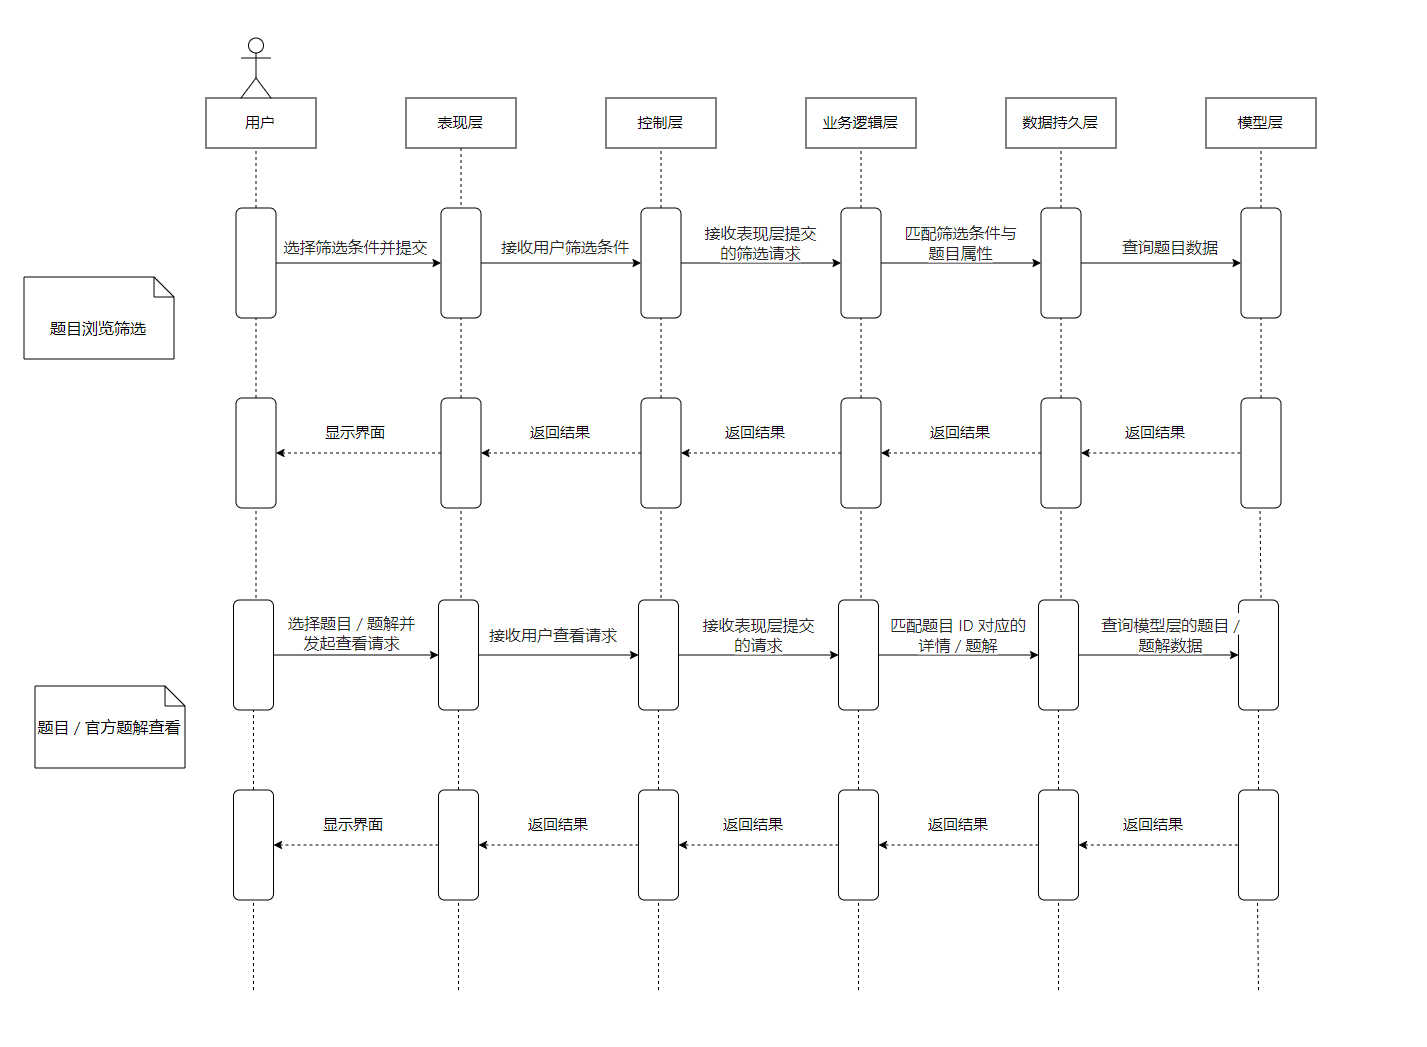 用户
表现层
控制层
业务逻辑层
数据持久层
模型层
选择筛选条件并提交
接收用户筛选条件
接收表现层提交
的筛选请求
匹配筛选条件与
题目属性
查询题目数据
题目浏览筛选
显示界面
返回结果
返回结果
返回结果
返回结果
选择题目 / 题解并
发起查看请求
接收用户查看请求
接收表现层提交
的请求
匹配题目 ID 对应的
详情 / 题解
查询模型层的题目 /
题解数据
题目 / 官方题解查看
显示界面
返回结果
返回结果
返回结果
返回结果